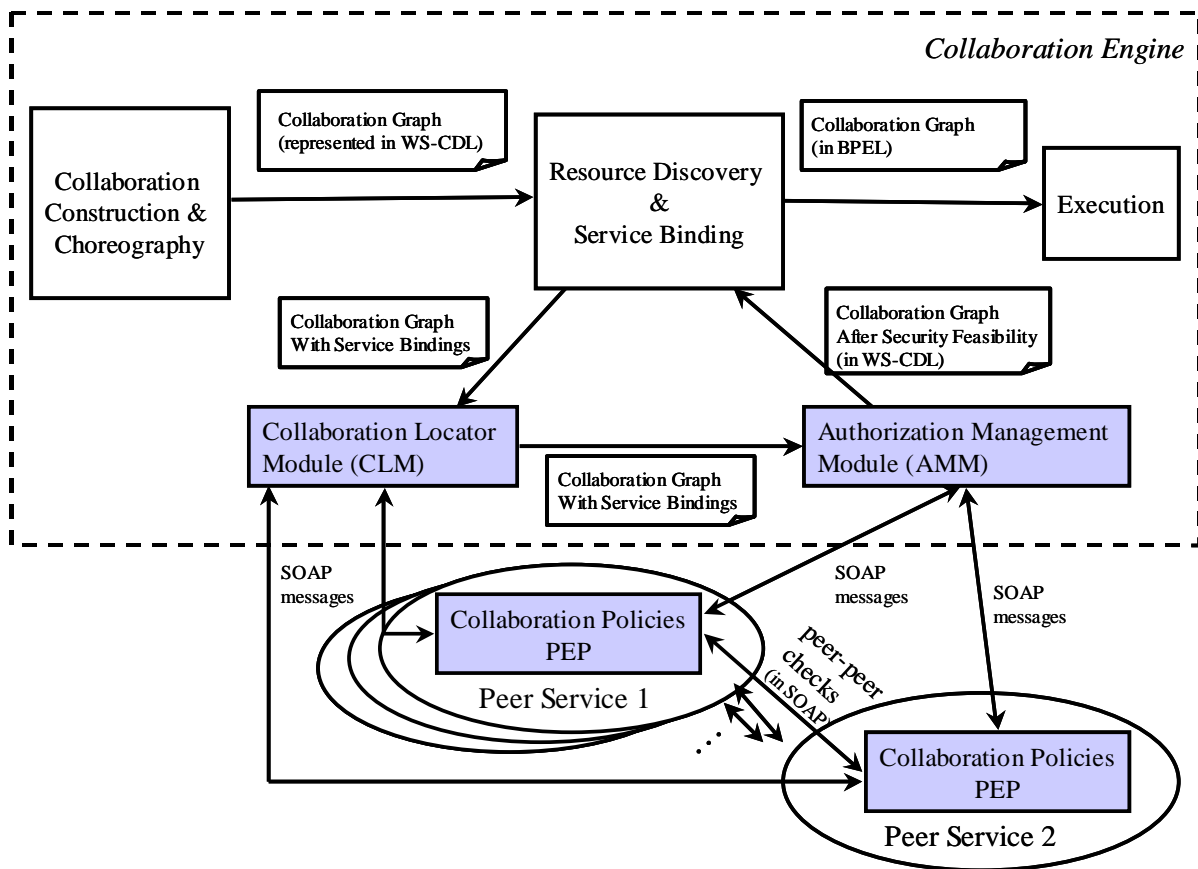 Collaboration Engine
Collaboration
Construction &
Choreography
Collaboration Graph
(represented in WS-CDL)
Resource Discovery
&
Service Binding
Collaboration Graph
(in BPEL)
Execution
Collaboration Graph
With Service Bindings
Collaboration Graph
After Security Feasibility
(in WS-CDL)
Collaboration Locator
Module (CLM)
Collaboration Graph
With Service Bindings
Authorization Management
Module (AMM)
SOAP
messages
SOAP
messages
SOAP
messages
Collaboration Policies
PEP
Peer Service 1
peer-peer
checks
(in SOAP)
...
Collaboration Policies
PEP
Peer Service 2